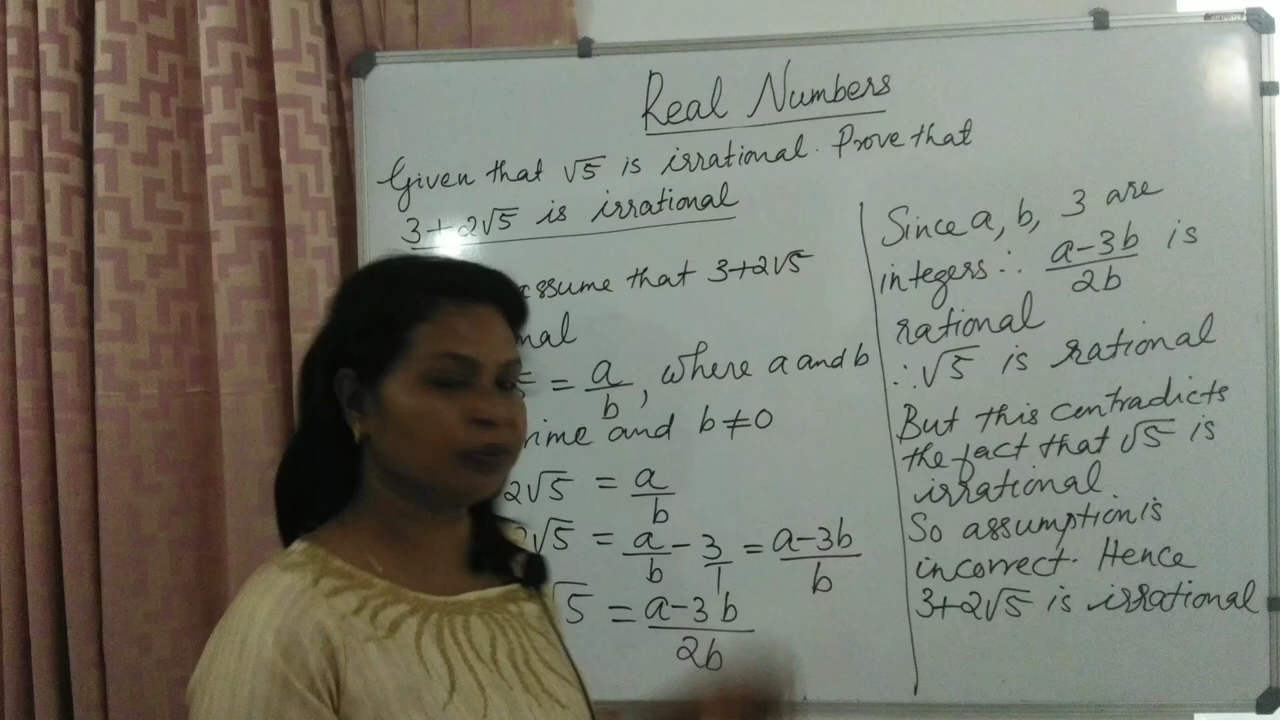 Real Numbers
Given that √5 is irrational. Prove that
3+2√5 is irrational
assume that 3+2√5
= a/b, where a and b
and b≠0
2√5 = a/b
√5 = a/b - 3/1 = a-3b/b
√5 = a-3b/2b
Since a, b, 3 are
integers ∴ a-3b/2b is
rational
∴ √5 is rational
But this contradicts
the fact that √5 is
irrational.
So assumption is
incorrect. Hence
3+2√5 is irrational